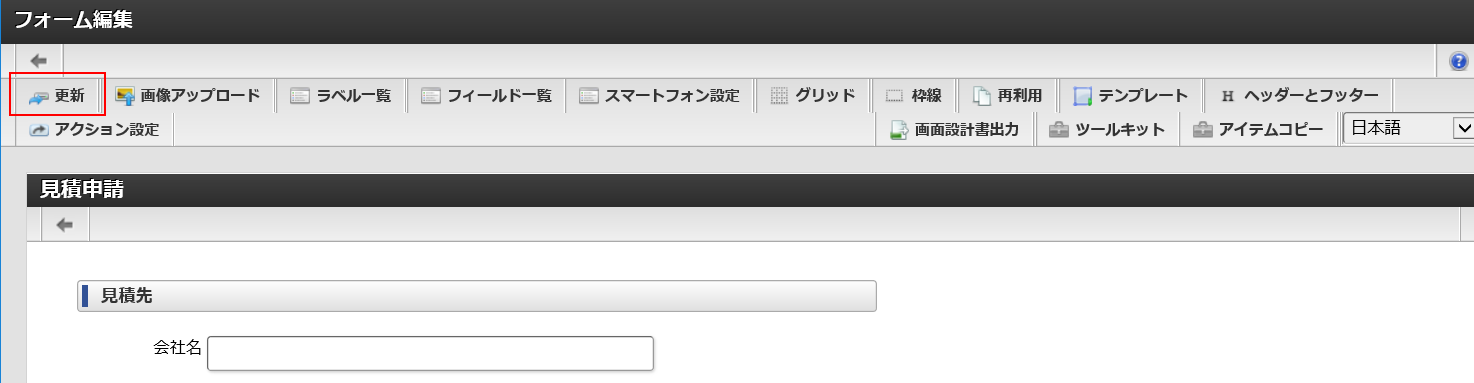 フォーム編集
更新 画像アップロード ラベル一覧 フィールド一覧 スマートフォン設定 グリッド 枠線 再利用 テンプレート H ヘッダーとフッター
アクション設定 画面設計書出力 ツールキット アイテムコピー 日本語
見積申請
見積先
会社名